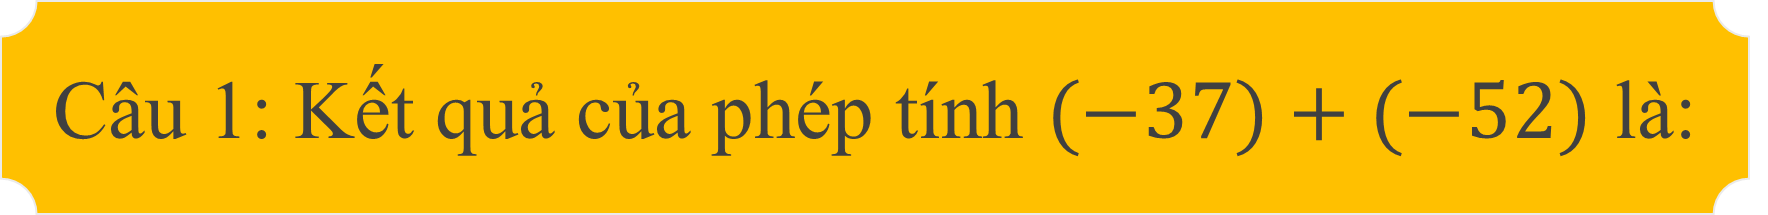 Câu 1: Kết quả của phép tính (−37) + (−52) là: